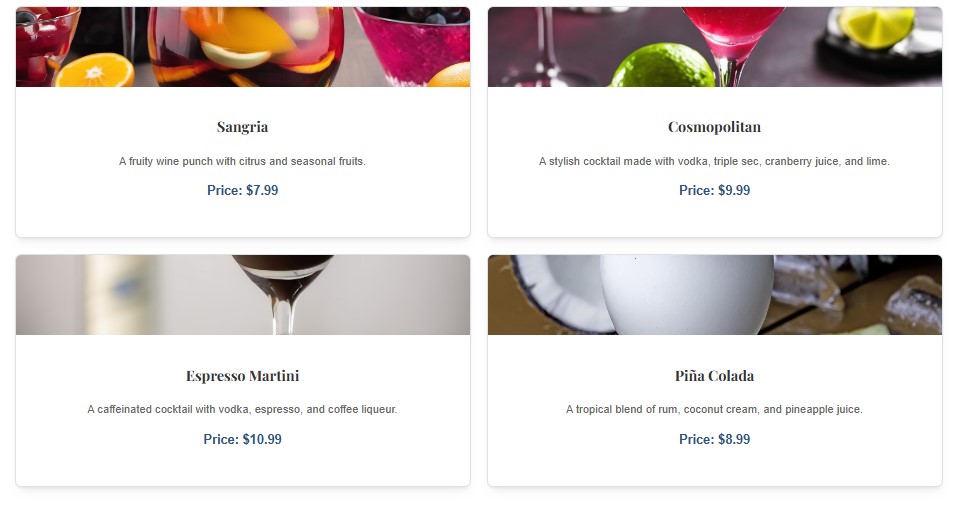 Sangria
A fruity wine punch with citrus and seasonal fruits.
Price: $7.99
Cosmopolitan
A stylish cocktail made with vodka, triple sec, cranberry juice, and lime.
Price: $9.99
Espresso Martini
A caffeinated cocktail with vodka, espresso, and coffee liqueur.
Price: $10.99
Piña Colada
A tropical blend of rum, coconut cream, and pineapple juice.
Price: $8.99